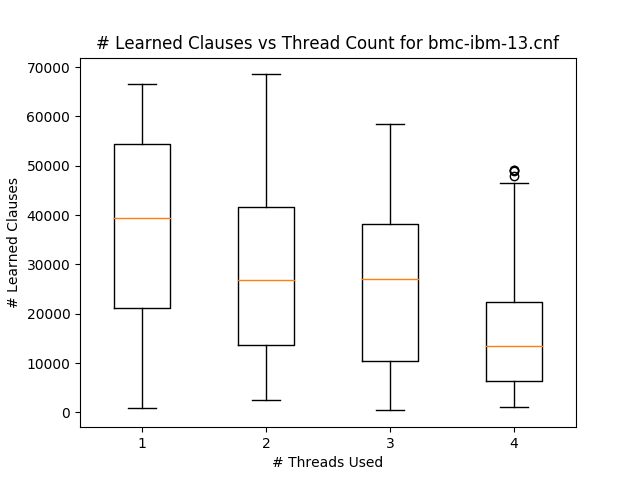 # Learned Clauses vs Thread Count for bmc-ibm-13.cnf
70000
60000
50000
40000
30000
20000
10000
0
# Learned Clauses
1 2 3 4
# Threads Used